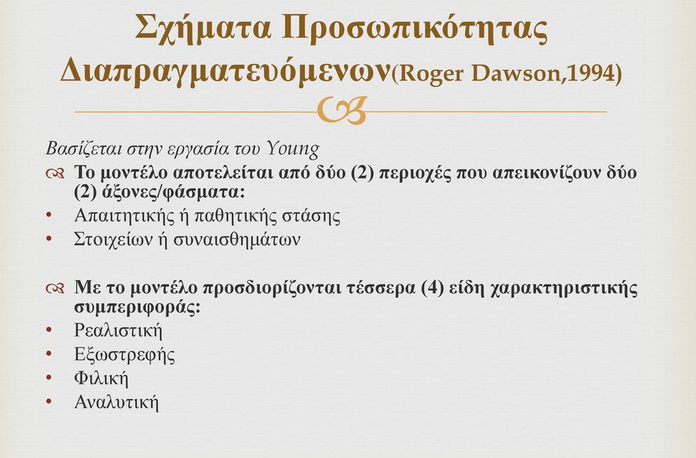 Σχήματα Προσωπικότητας
Διαπραγματευόμενων(Roger Dawson,1994)
Βασίζεται στην εργασία του Young
Το μοντέλο αποτελείται από δύο (2) περιοχές που απεικονίζουν δύο
(2) άξονες/φάσματα:
• Απαιτητικής ή παθητικής στάσης
• Στοιχείων ή συναισθημάτων
Με το μοντέλο προσδιορίζονται τέσσερα (4) είδη χαρακτηριστικής
συμπεριφοράς:
• Ρεαλιστική
• Εξωστρεφής
• Φιλική
• Αναλυτική